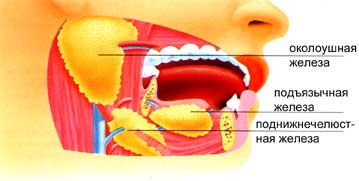 околоушная
железа
подъязычная
железа
поднижнечелюст-
ная железа